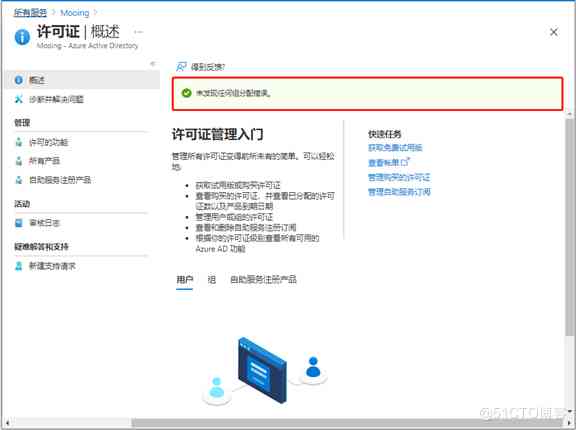 所有服务 > Mooing >
许可证 | 概述 ...
Mooing - Azure Active Directory
得到反馈?
概述
未发现任何组分配错误。
诊断并解决问题
管理
许可的功能
所有产品
自助服务注册产品
活动
审核日志
疑难解答和支持
新建支持请求
许可证管理入门
管理所有许可证变得前所未有的简单。可以轻松
地:
• 获取试用版或购买许可证
• 查看购买的许可证、并查看已分配的许可
证数以及产品到期日期
• 管理用户或组的许可证
• 查看和删除自助服务注册订阅
• 根据你的许可证级别查看所有可用的
Azure AD 功能
快速任务
获取免费试用版
查看帐单
管理购买的许可证
管理自助服务订阅
用户 组 自助服务注册产品
@51CTO博客